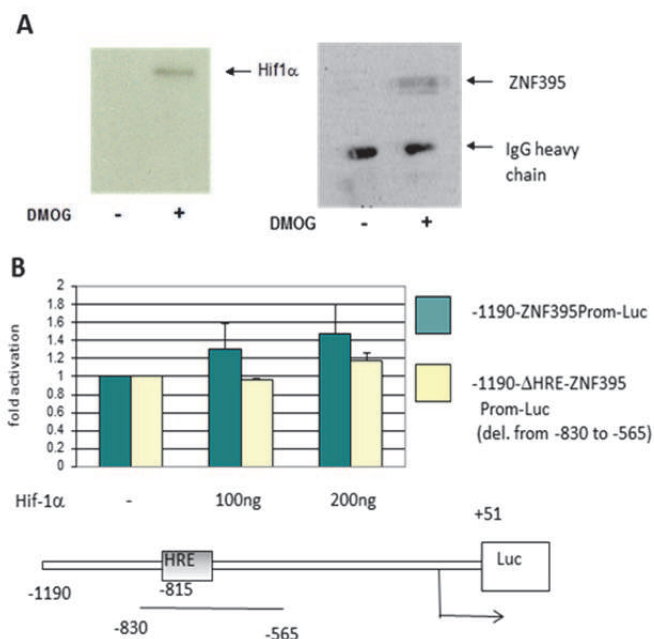 A
Hif1α
ZNF395
IgG heavy
chain
DMOG - +
DMOG - +
B
fold activation
2
1.8
1.6
1.4
1.2
1
0.8
0.6
0.4
0.2
0
-1190-ZNF395Prom-Luc
-1190-ΔHRE-ZNF395
Prom-Luc
(del. from -830 to -565)
Hif-1α - 100ng 200ng
+51
HRE
Luc
-1190
-815
-830
-565